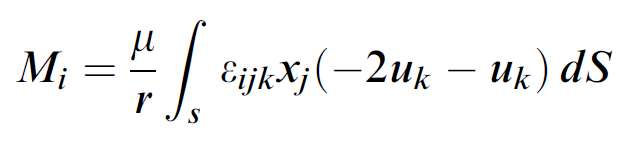 $M_i = \frac{\mu}{r} \int_s \varepsilon_{ijk} x_j (-2u_k - u_k) \, dS$